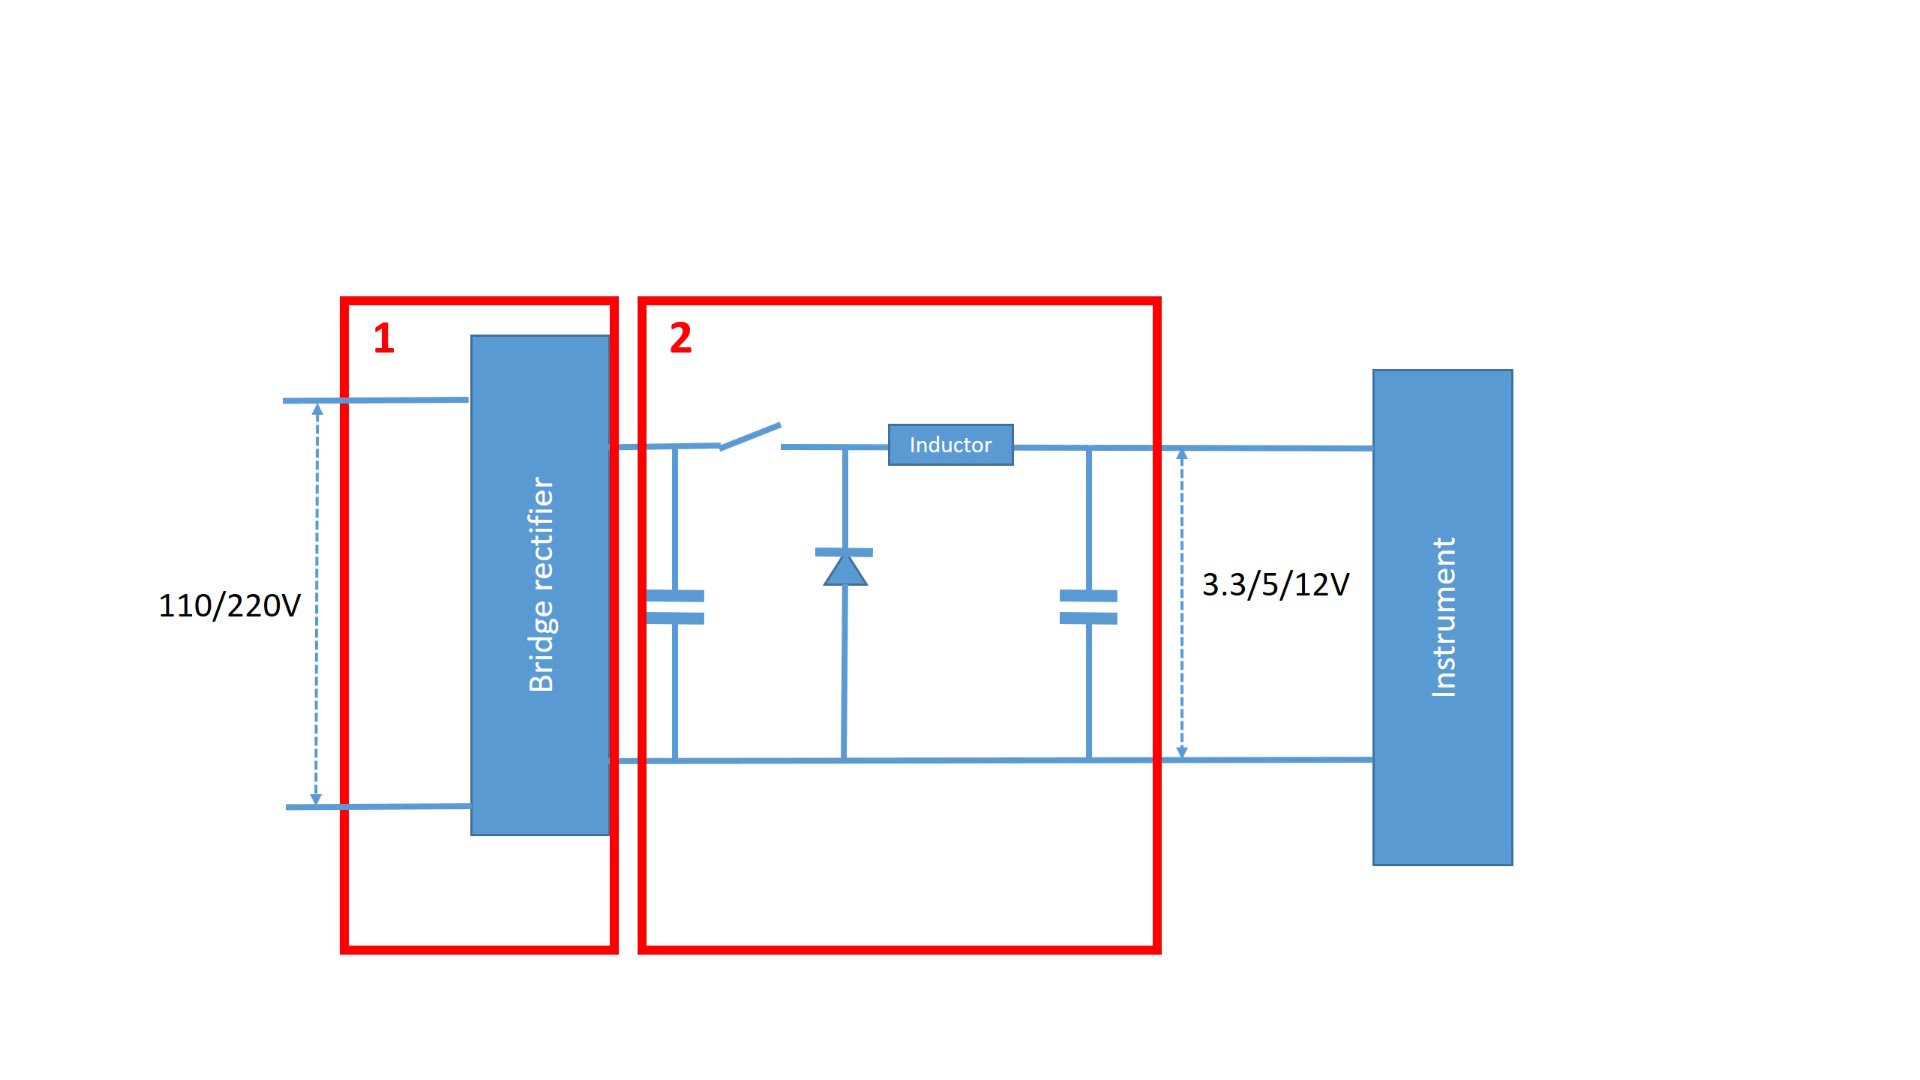 1
2
110/220V
Bridge rectifier
Inductor
3.3/5/12V
Instrument